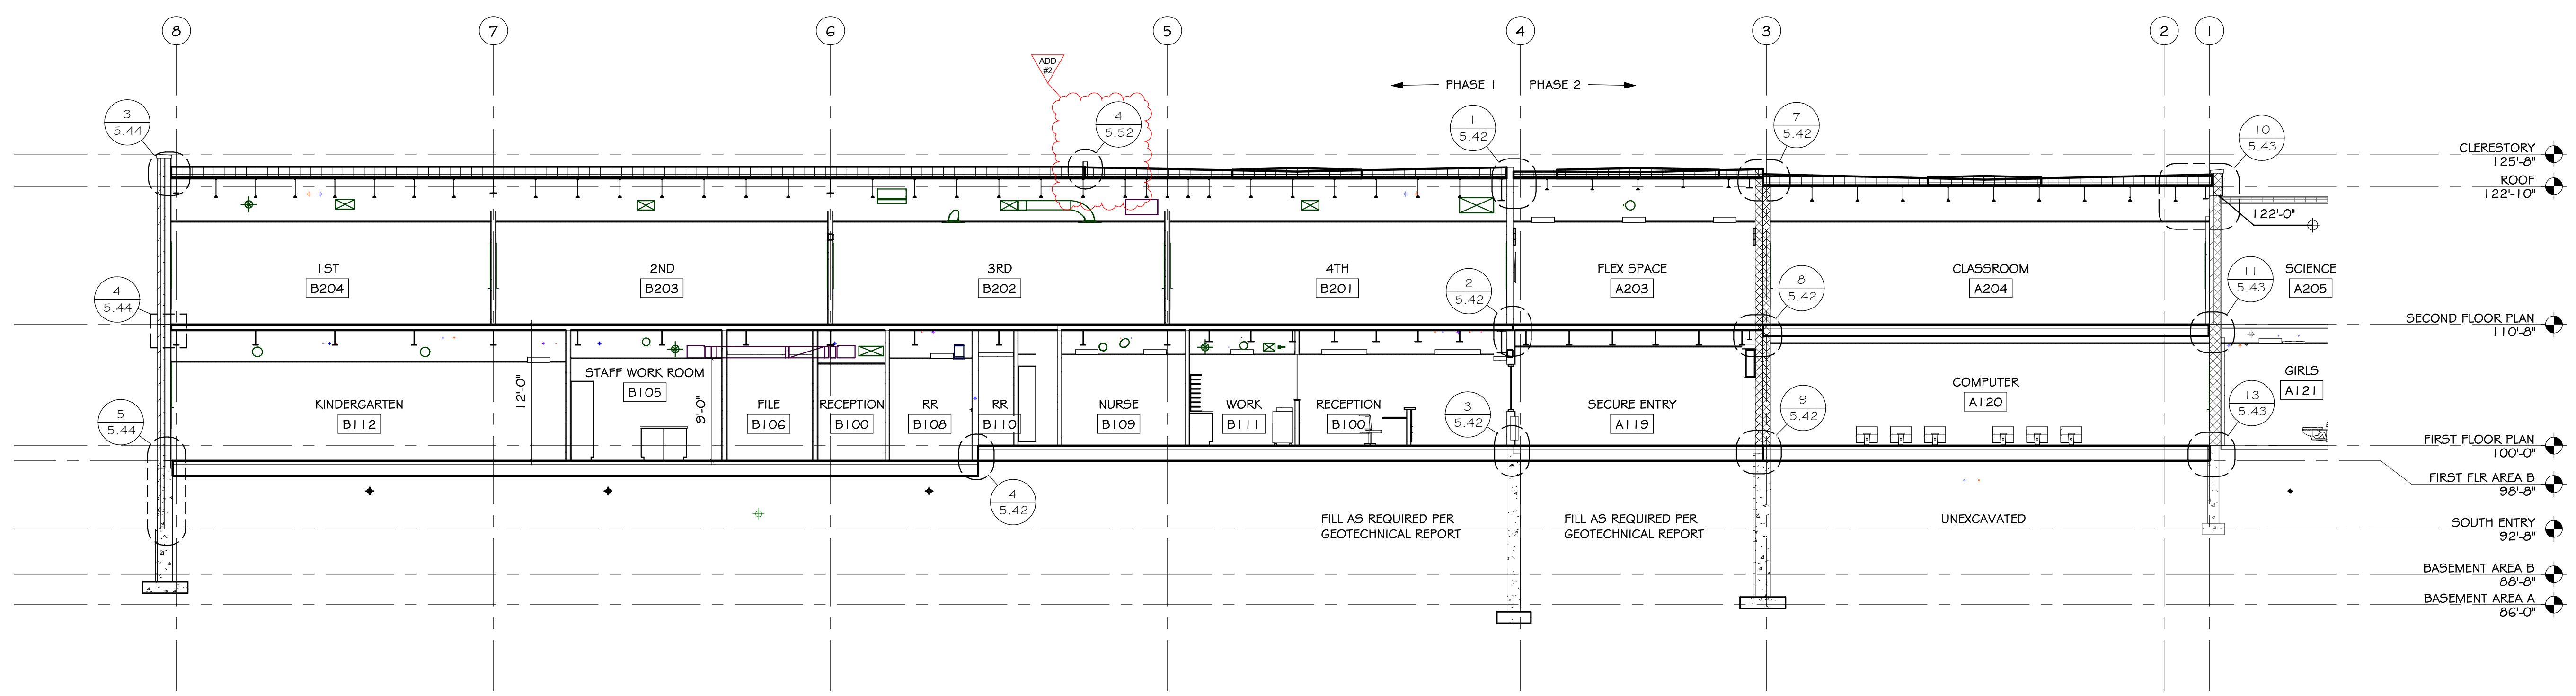 8
7
6
5
4
3
2
1
ADD
#2
PHASE 1
PHASE 2
3
5.44
4
5.52
1
5.42
7
5.42
10
5.43
CLERESTORY
125'-8"
ROOF
122'-10"
122'-0"
1ST
B204
2ND
B203
3RD
B202
4TH
B201
FLEX SPACE
A203
CLASSROOM
A204
SCIENCE
A205
4
5.44
2
5.42
8
5.42
11
5.43
SECOND FLOOR PLAN
110'-8"
12'-0"
STAFF WORK ROOM
B105
9'-0"
KINDERGARTEN
B112
FILE
B106
RECEPTION
B100
RR
B108
RR
B110
NURSE
B109
WORK
B111
RECEPTION
B100
SECURE ENTRY
A119
COMPUTER
A120
GIRLS
A121
5
5.44
3
5.42
9
5.42
13
5.43
FIRST FLOOR PLAN
100'-0"
4
5.42
FIRST FLR AREA B
98'-8"
FILL AS REQUIRED PER
GEOTECHNICAL REPORT
FILL AS REQUIRED PER
GEOTECHNICAL REPORT
UNEXCAVATED
SOUTH ENTRY
92'-8"
BASEMENT AREA B
88'-8"
BASEMENT AREA A
86'-0"